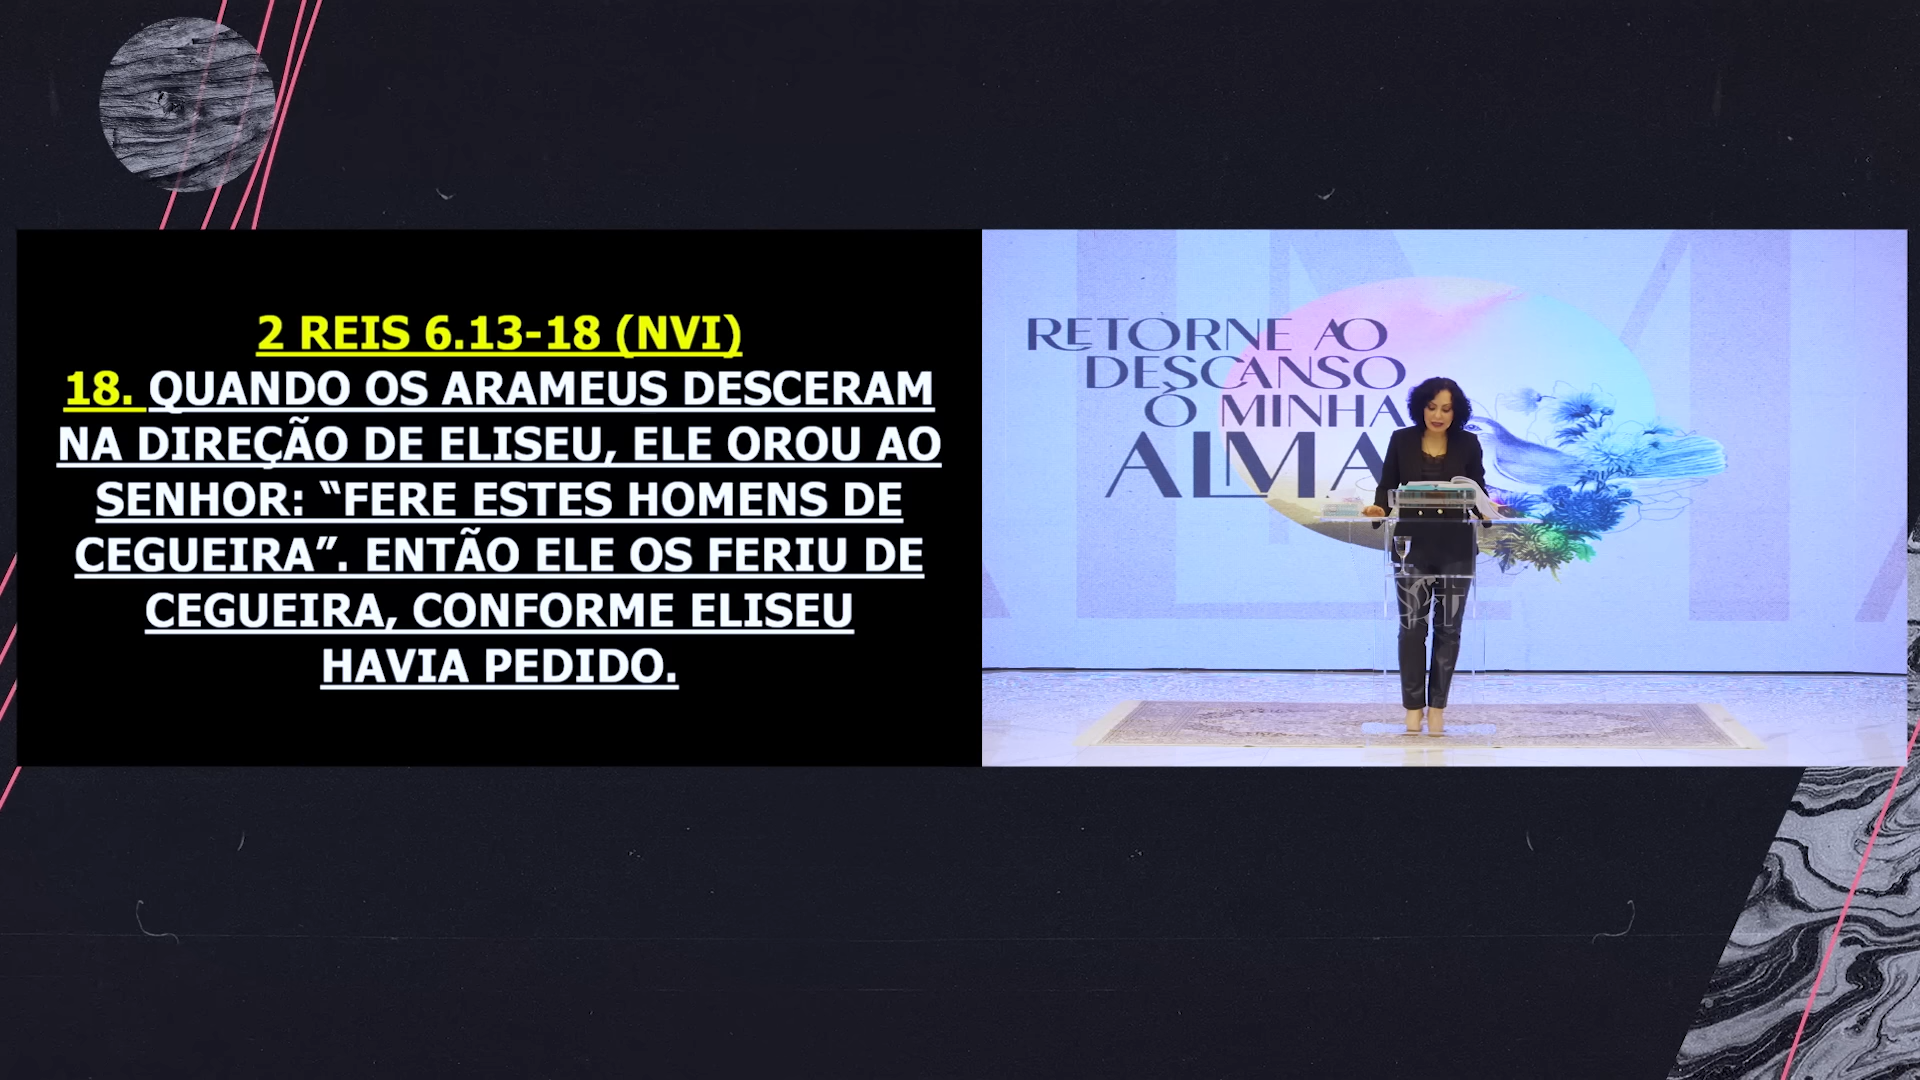 2 REIS 6.13-18 (NVI)
18. QUANDO OS ARAMEUS DESCERAM
NA DIREÇÃO DE ELISEU, ELE OROU AO
SENHOR: “FERE ESTES HOMENS DE
CEGUEIRA”. ENTÃO ELE OS FERIU DE
CEGUEIRA, CONFORME ELISEU
HAVIA PEDIDO.
RETORNE AO
DESCANSO
Ó MINHA
ALMA